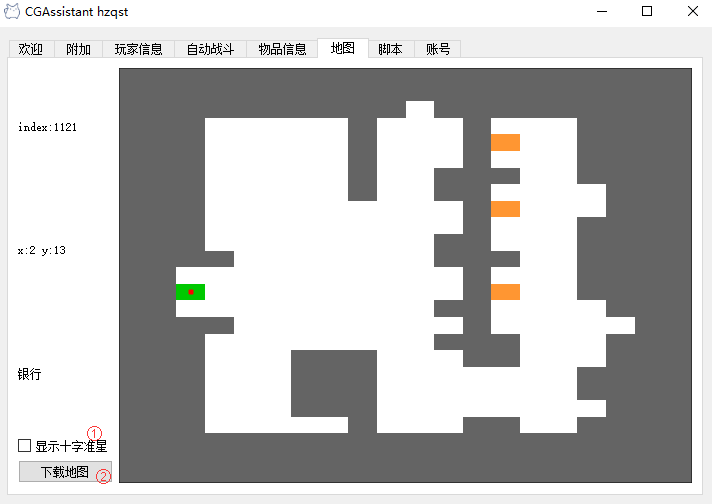 CGAssistant hzqst
欢迎 附加 玩家信息 自动战斗 物品信息 地图 脚本 账号
index:1121
x:2 y:13
银行
①
显示十字准星
下载地图 ②